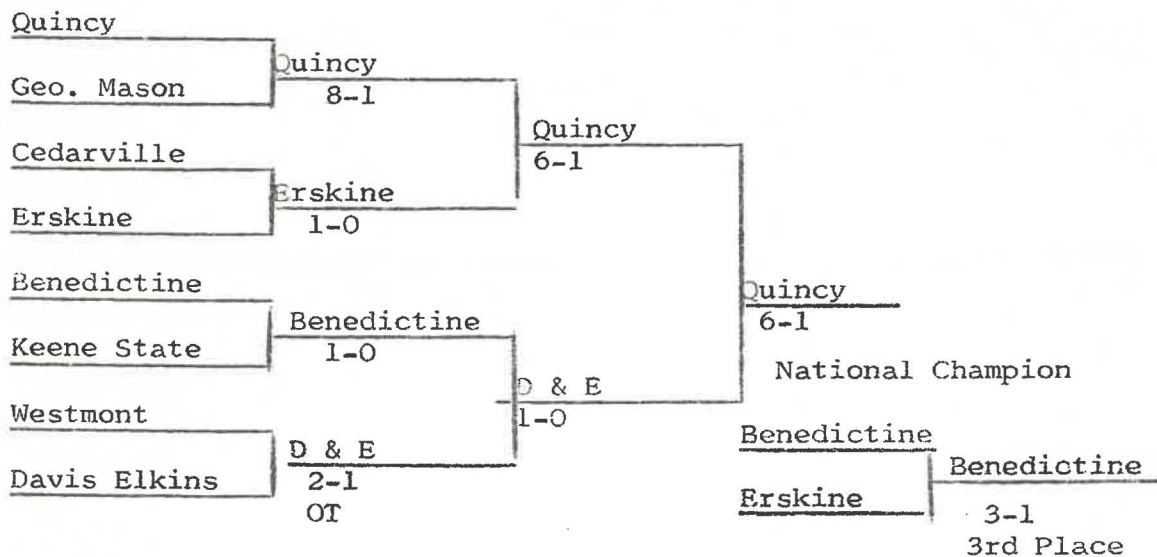 Quincy
Geo. Mason
Cedarville
Erskine
Benedictine
Keene State
Westmont
Davis Elkins
Quincy
8-1
Erskine
1-0
Benedictine
1-0
D & E
2-1
OT
Quincy
6-1
D & E
1-0
Quincy
6-1
National Champion
Benedictine
Erskine
Benedictine
3-1
3rd Place